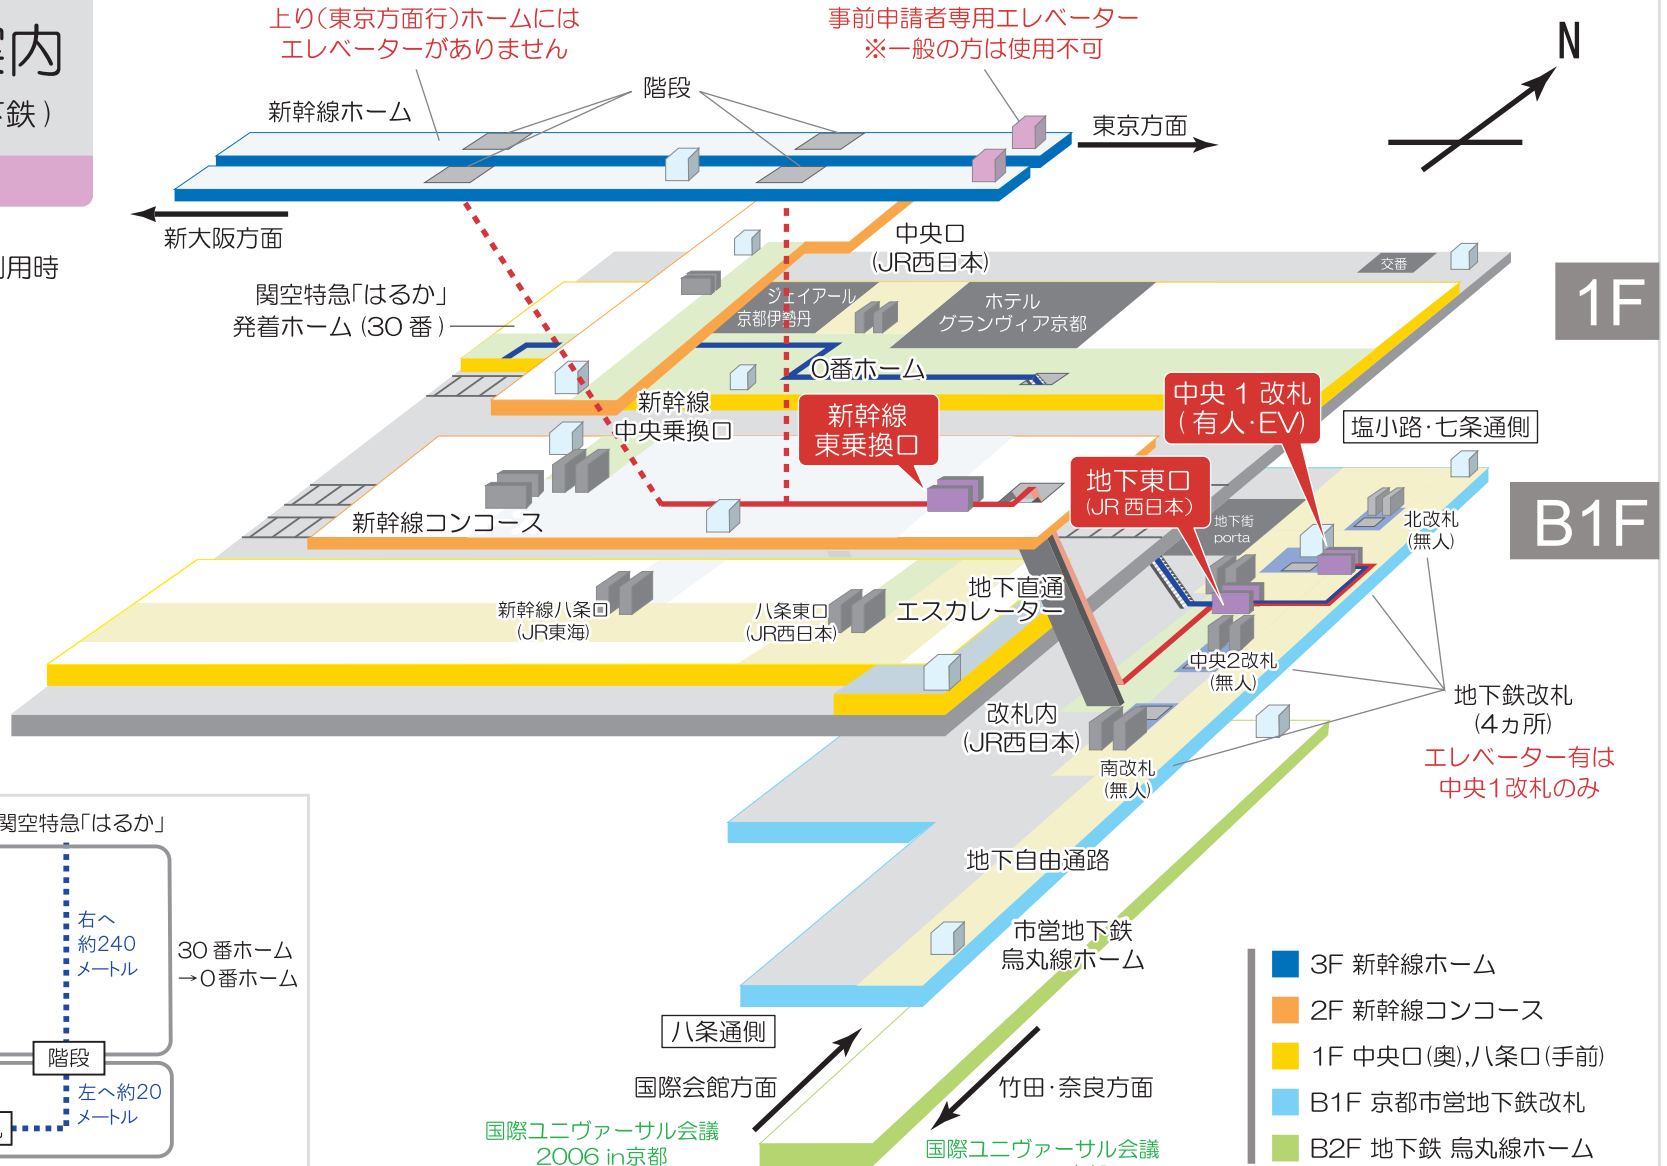 案内
下鉄)
利用時
上り(東京方面行)ホームには
エレベーターがありません
事前申請者専用エレベーター
※一般の方は使用不可
N
階段
新幹線ホーム
東京方面
新大阪方面
中央口
(JR西日本)
交番
関空特急「はるか」
発着ホーム(30番)
ジェイアール
京都伊勢丹
ホテル
グランヴィア京都
1F
0番ホーム
新幹線
中央乗換口
新幹線
東乗換口
中央1改札
(有人・EV)
塩小路・七条通側
地下東口
(JR西日本)
B1F
地下街
porta
北改札
(無人)
新幹線コンコース
地下直通
エスカレーター
新幹線八条口
(JR東海)
八条東口
(JR西日本)
中央2改札
(無人)
地下鉄改札
(4ヵ所)
エレベーター有は
中央1改札のみ
改札内
(JR西日本)
南改札
(無人)
地下自由通路
市営地下鉄
烏丸線ホーム
関空特急「はるか」
右へ
約240
メートル
30番ホーム
→0番ホーム
階段
左へ約20
メートル
八条通側
国際会館方面
竹田・奈良方面
国際ユニヴァーサル会議
2006 in京都
国際ユニヴァーサル会議
3F 新幹線ホーム
2F 新幹線コンコース
1F 中央口(奥),八条口(手前)
B1F 京都市営地下鉄改札
B2F 地下鉄 烏丸線ホーム